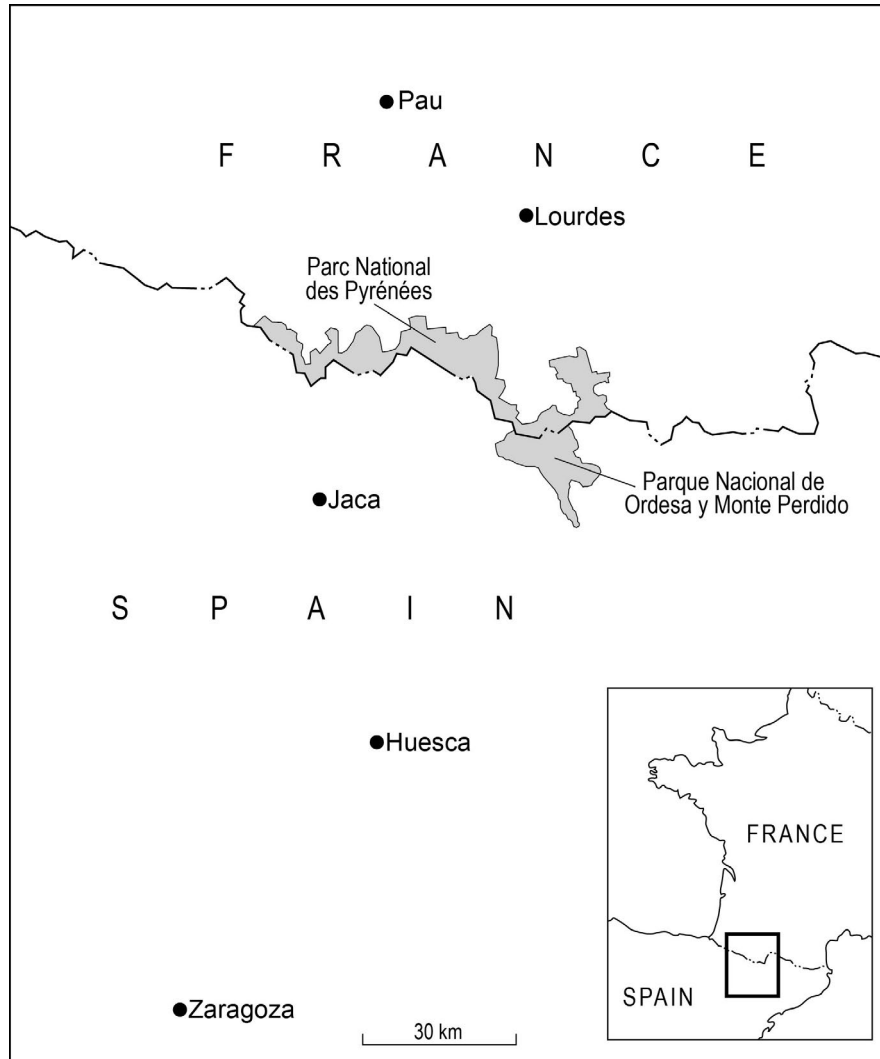 Pau
F R A N C E
Lourdes
Parc National
des Pyrénées
Parque Nacional de
Ordesa y Monte Perdido
Jaca
S P A I N
Huesca
FRANCE
SPAIN
Zaragoza
30 km